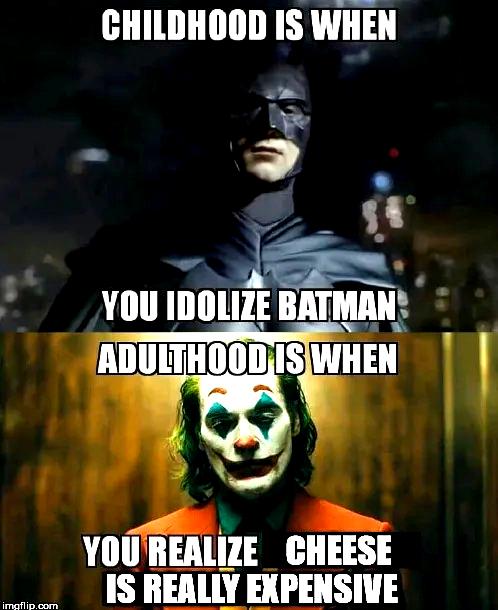 CHILDHOOD IS WHEN
YOU IDOLIZE BATMAN
ADULTHOOD IS WHEN
YOU REALIZE CHEESE
IS REALLY EXPENSIVE
imgflip.com